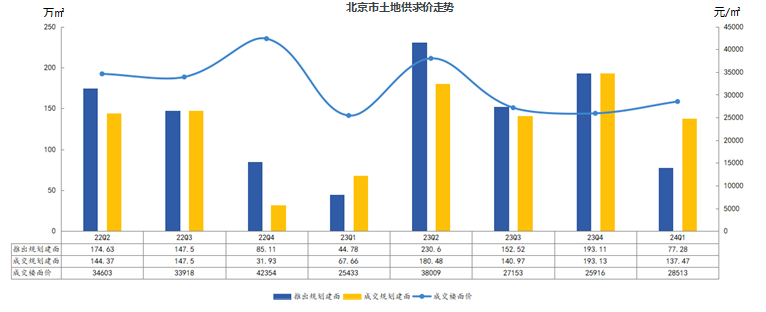 北京市土地供求价走势
万㎡ 元/㎡
250 45000
40000
200 35000
30000
150 25000
20000
100 15000
50 10000
5000
0 0
22Q2 22Q3 22Q4 23Q1 23Q2 23Q3 23Q4 24Q1
推出规划建面 174.63 147.5 85.11 44.78 230.6 152.52 193.11 77.28
成交规划建面 144.37 147.5 31.93 67.66 180.48 140.97 193.13 137.47
成交楼面价 34603 33918 42354 25433 38009 27153 25916 28513
推出规划建面 成交规划建面 成交楼面价